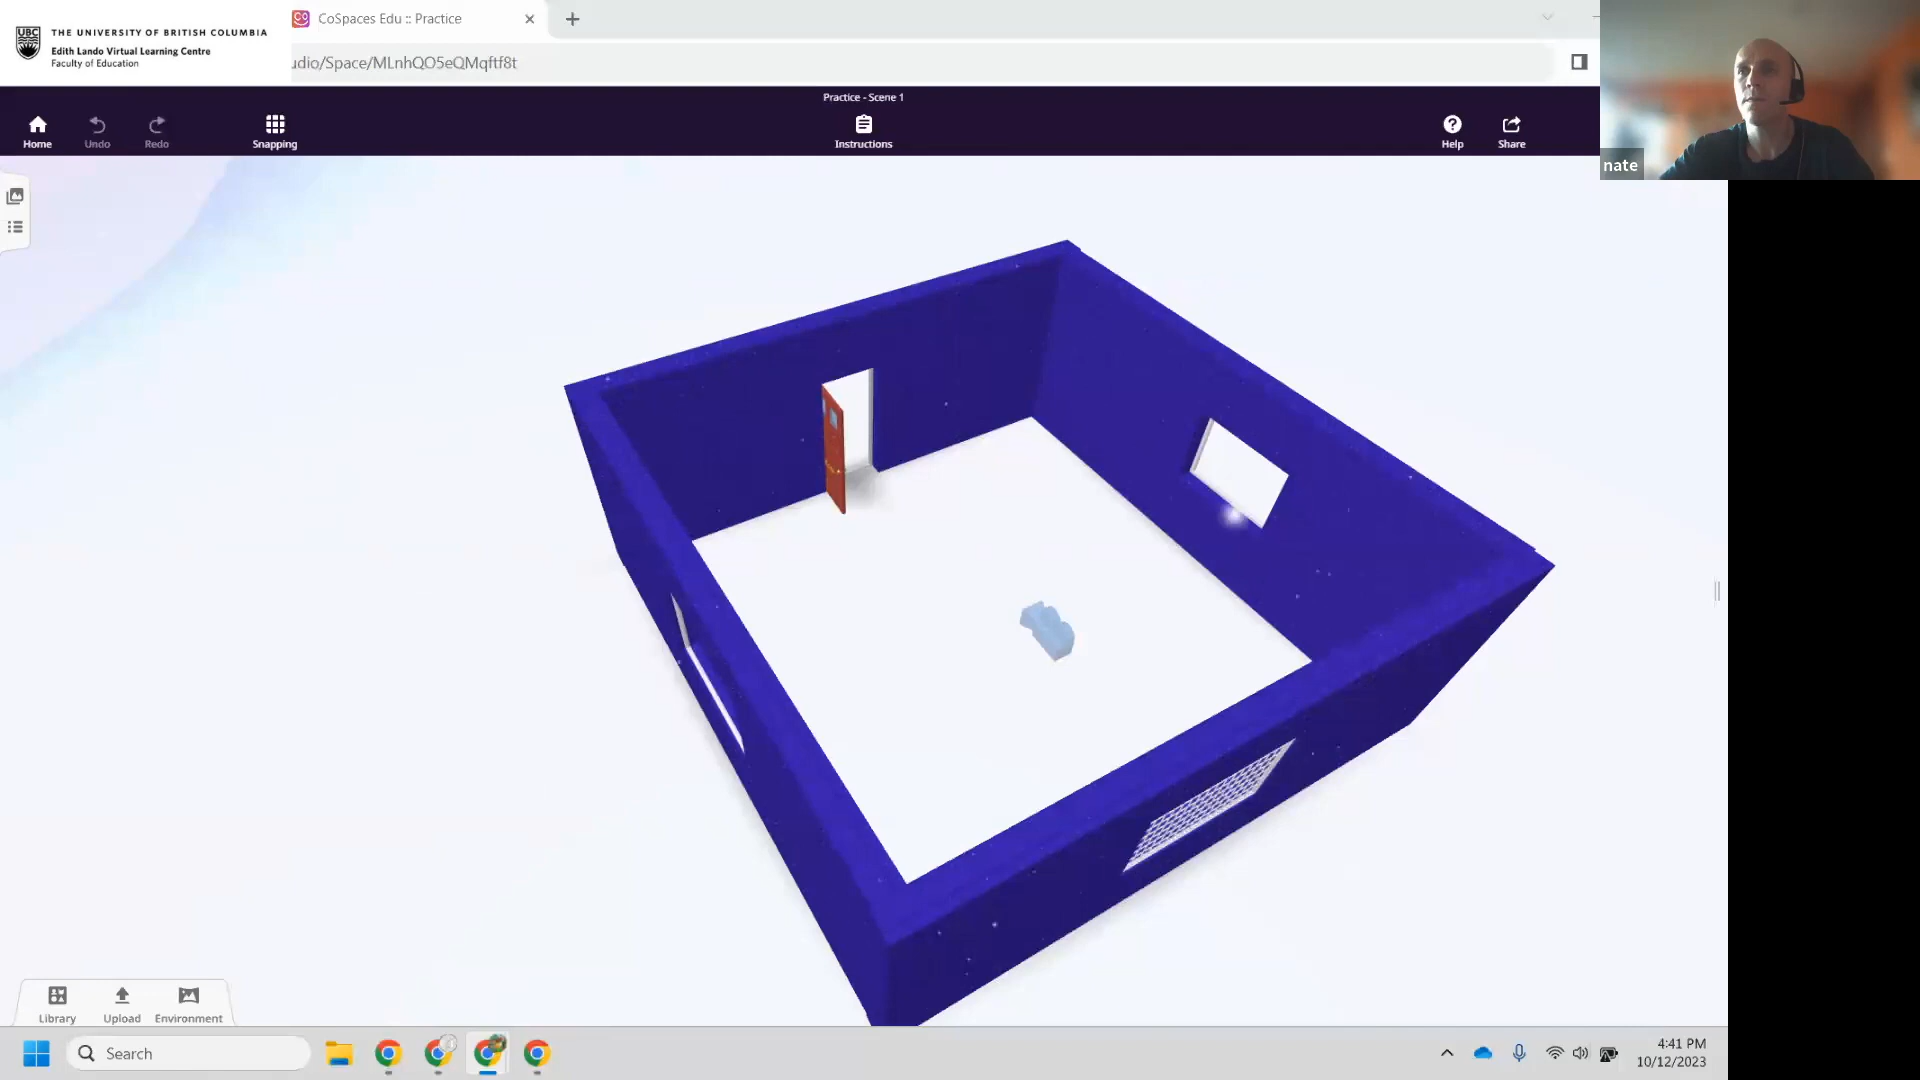 CoSpaces Edu :: Practice
THE UNIVERSITY OF BRITISH COLUMBIA
Edith Lando Virtual Learning Centre
Faculty of Education
udio/Space/MLnhQO5eQMqftf8t
UBC
Practice - Scene 1
Home
Undo
Redo
Snapping
Instructions
Help
Share
nate
Library
Upload
Environment
Search
4:41 PM
10/12/2023